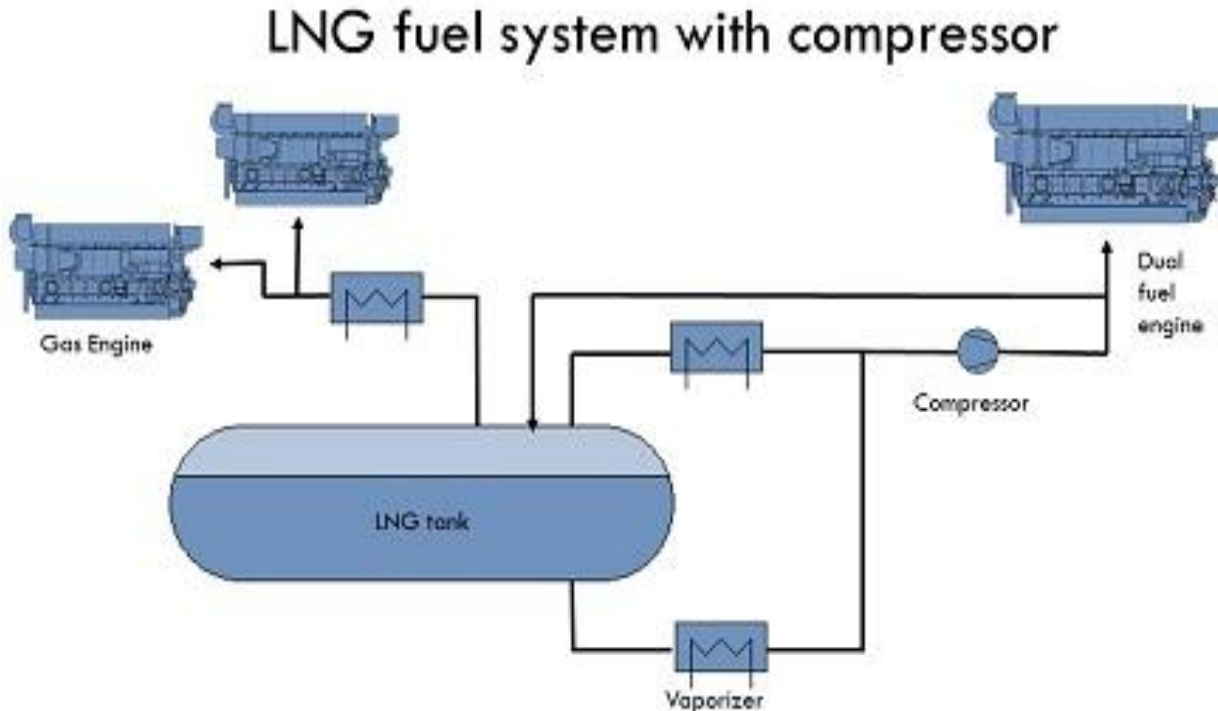 LNG fuel system with compressor
Dual
fuel
engine
Gas Engine
Compressor
LNG tank
Vaporizer